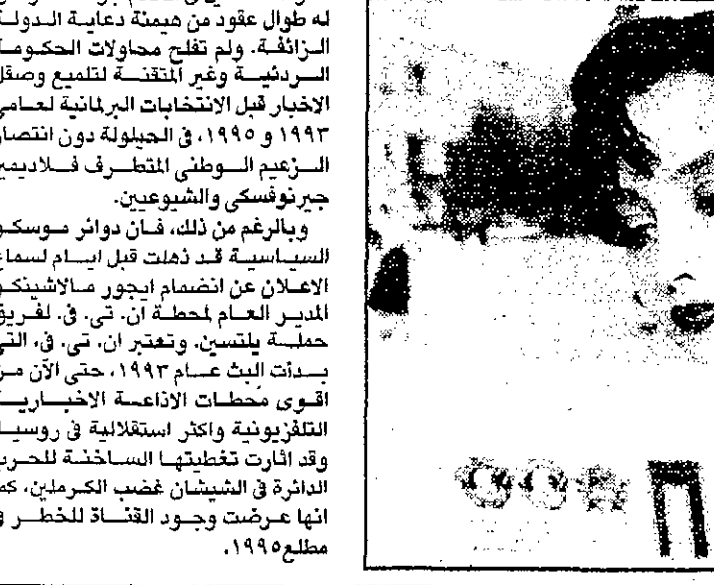 له طوال عقود من هيمنة دعاية الدولة
الزائفة. ولم تفلح محاولات الحكومة
الرديئة وغير المتقنة لتلميع وصقل
الاخبار قبل الانتخابات البرلمانية لعامي
١٩٩٣ و ١٩٩٥، في الحيلولة دون انتصار
الزعيم الوطني المتطرف فلاديمير
جيرنوفسكي والشيوعيين.
وبالرغم من ذلك، فان دوائر موسكو
السياسية قد ذهلت قبل ايام لسماع
الاعلان عن انضمام ايجور مالاشينكو
المدير العام لمحطة ان. تي. في. لفريق
حملة يلتسين. وتعتبر ان. تي. في، التي
بدأت البث عام ١٩٩٣، حتى الآن من
اقوى محطات الاذاعة الاخبارية
التلفزيونية واكثر استقلالية في روسيا
وقد اثارت تغطيتها الساخنة للحرب
الدائرة في الشيشان غضب الكرملين، كما
انها عرضت وجود القناة للخطر في
مطلع ١٩٩٥.